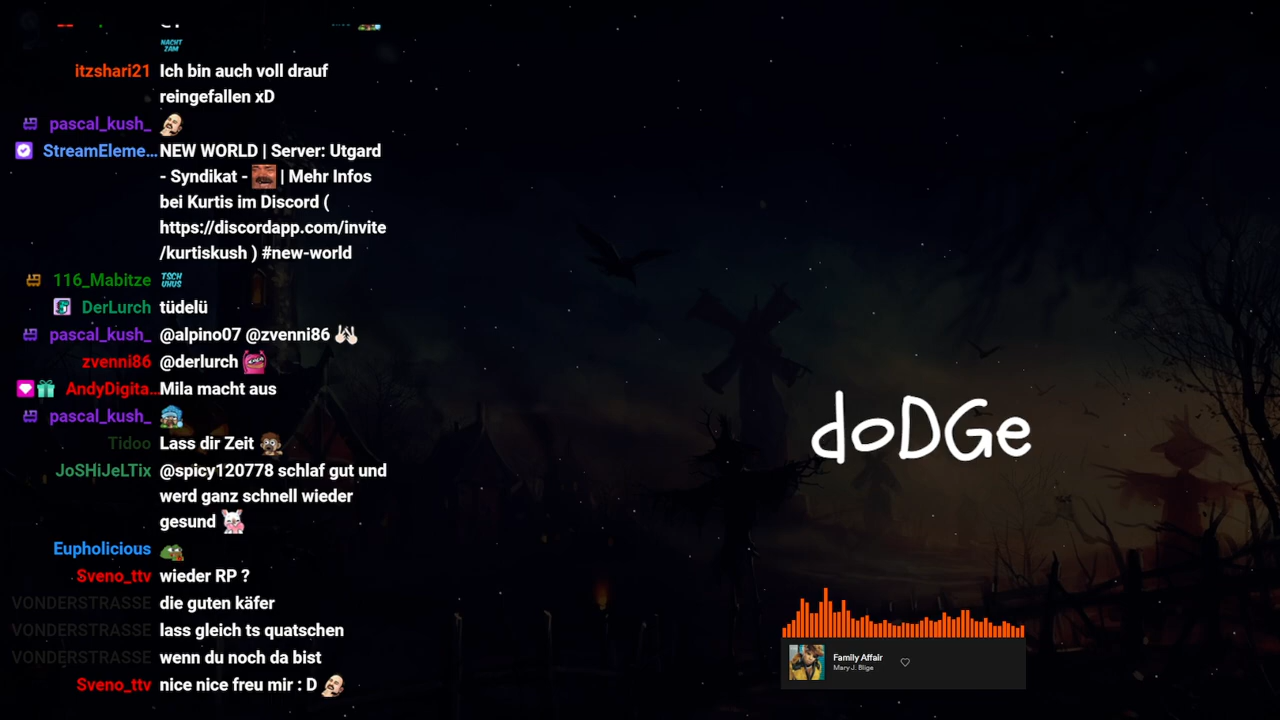 NACHT
ZAM
itzshari21 Ich bin auch voll drauf
reingefallen xD
pascal_kush_
StreamEleme... NEW WORLD | Server: Utgard
- Syndikat - | Mehr Infos
bei Kurtis im Discord (
https://discordapp.com/invite
/kurtiskush ) #new-world
116_Mabitze TSCH
UHUS
DerLurch tüdelü
pascal_kush_ @alpino07 @zvenni86
zvenni86 @derlurch
AndyDigita... Mila macht aus
pascal_kush_
Tidoo Lass dir Zeit
JoSHiJeLTix @spicy120778 schlaf gut und
werd ganz schnell wieder
gesund
Eupholicious
Sveno_ttv wieder RP ?
VONDERSTRASSE die guten käfer
VONDERSTRASSE lass gleich ts quatschen
VONDERSTRASSE wenn du noch da bist
Sveno_ttv nice nice freu mir : D
doDGe
Family Affair
Mary J. Blige